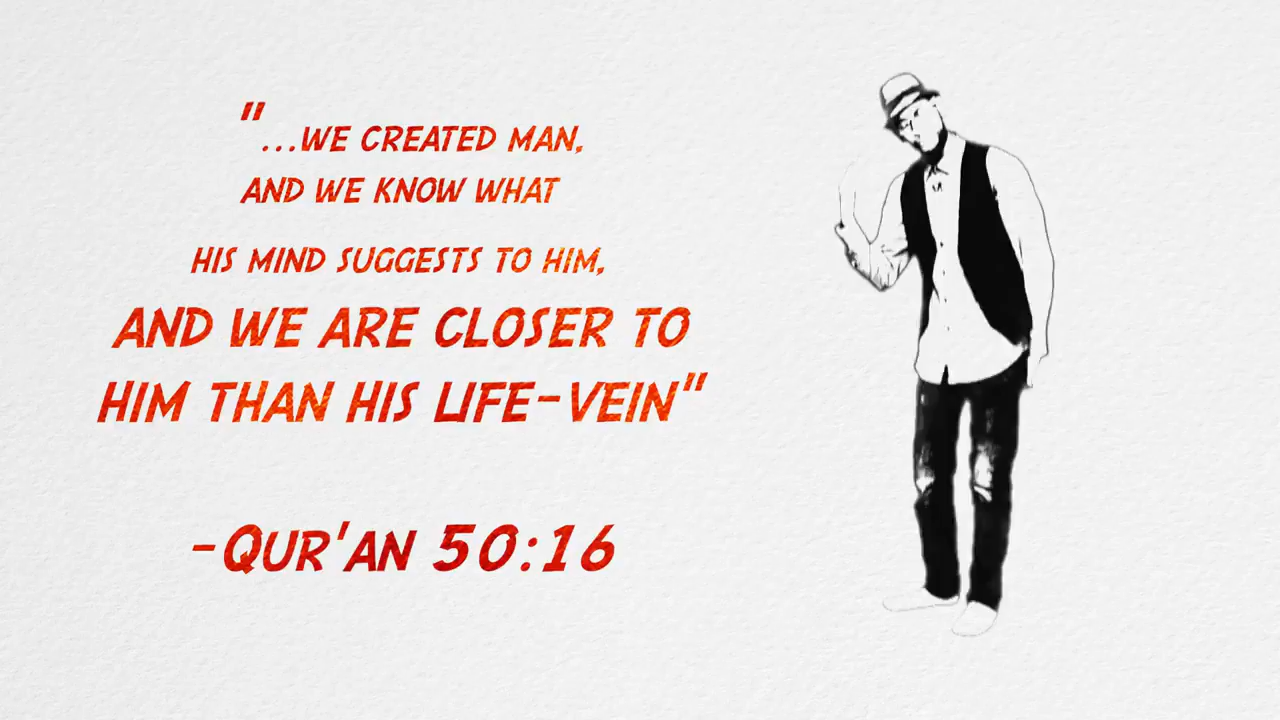 "...WE CREATED MAN,
AND WE KNOW WHAT
HIS MIND SUGGESTS TO HIM,
AND WE ARE CLOSER TO
HIM THAN HIS LIFE-VEIN"
-QUR'AN 50:16